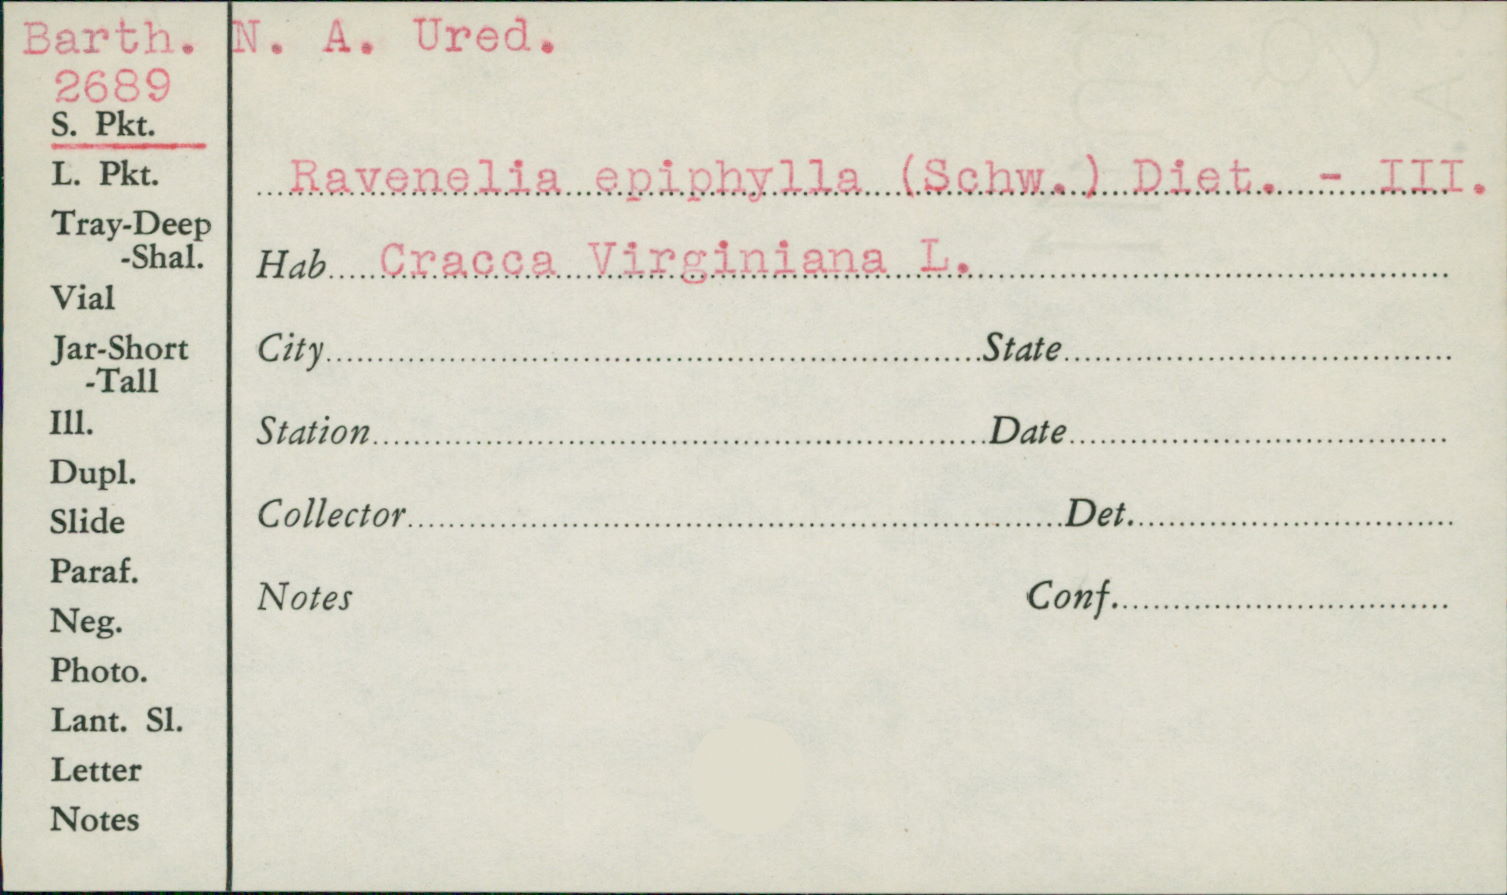 Barth. N. A. Ured.
2689
S. Pkt.
L. Pkt.
Tray-Deep
-Shal.
Vial
Jar-Short
-Tall
Ill.
Dupl.
Slide
Paraf.
Neg.
Photo.
Lant. Sl.
Letter
Notes
Ravenelia epiphylla (Schw.) Diet. - III.
Hab Cracca Virginiana L.
City State
Station Date
Collector Det.
Notes Conf.